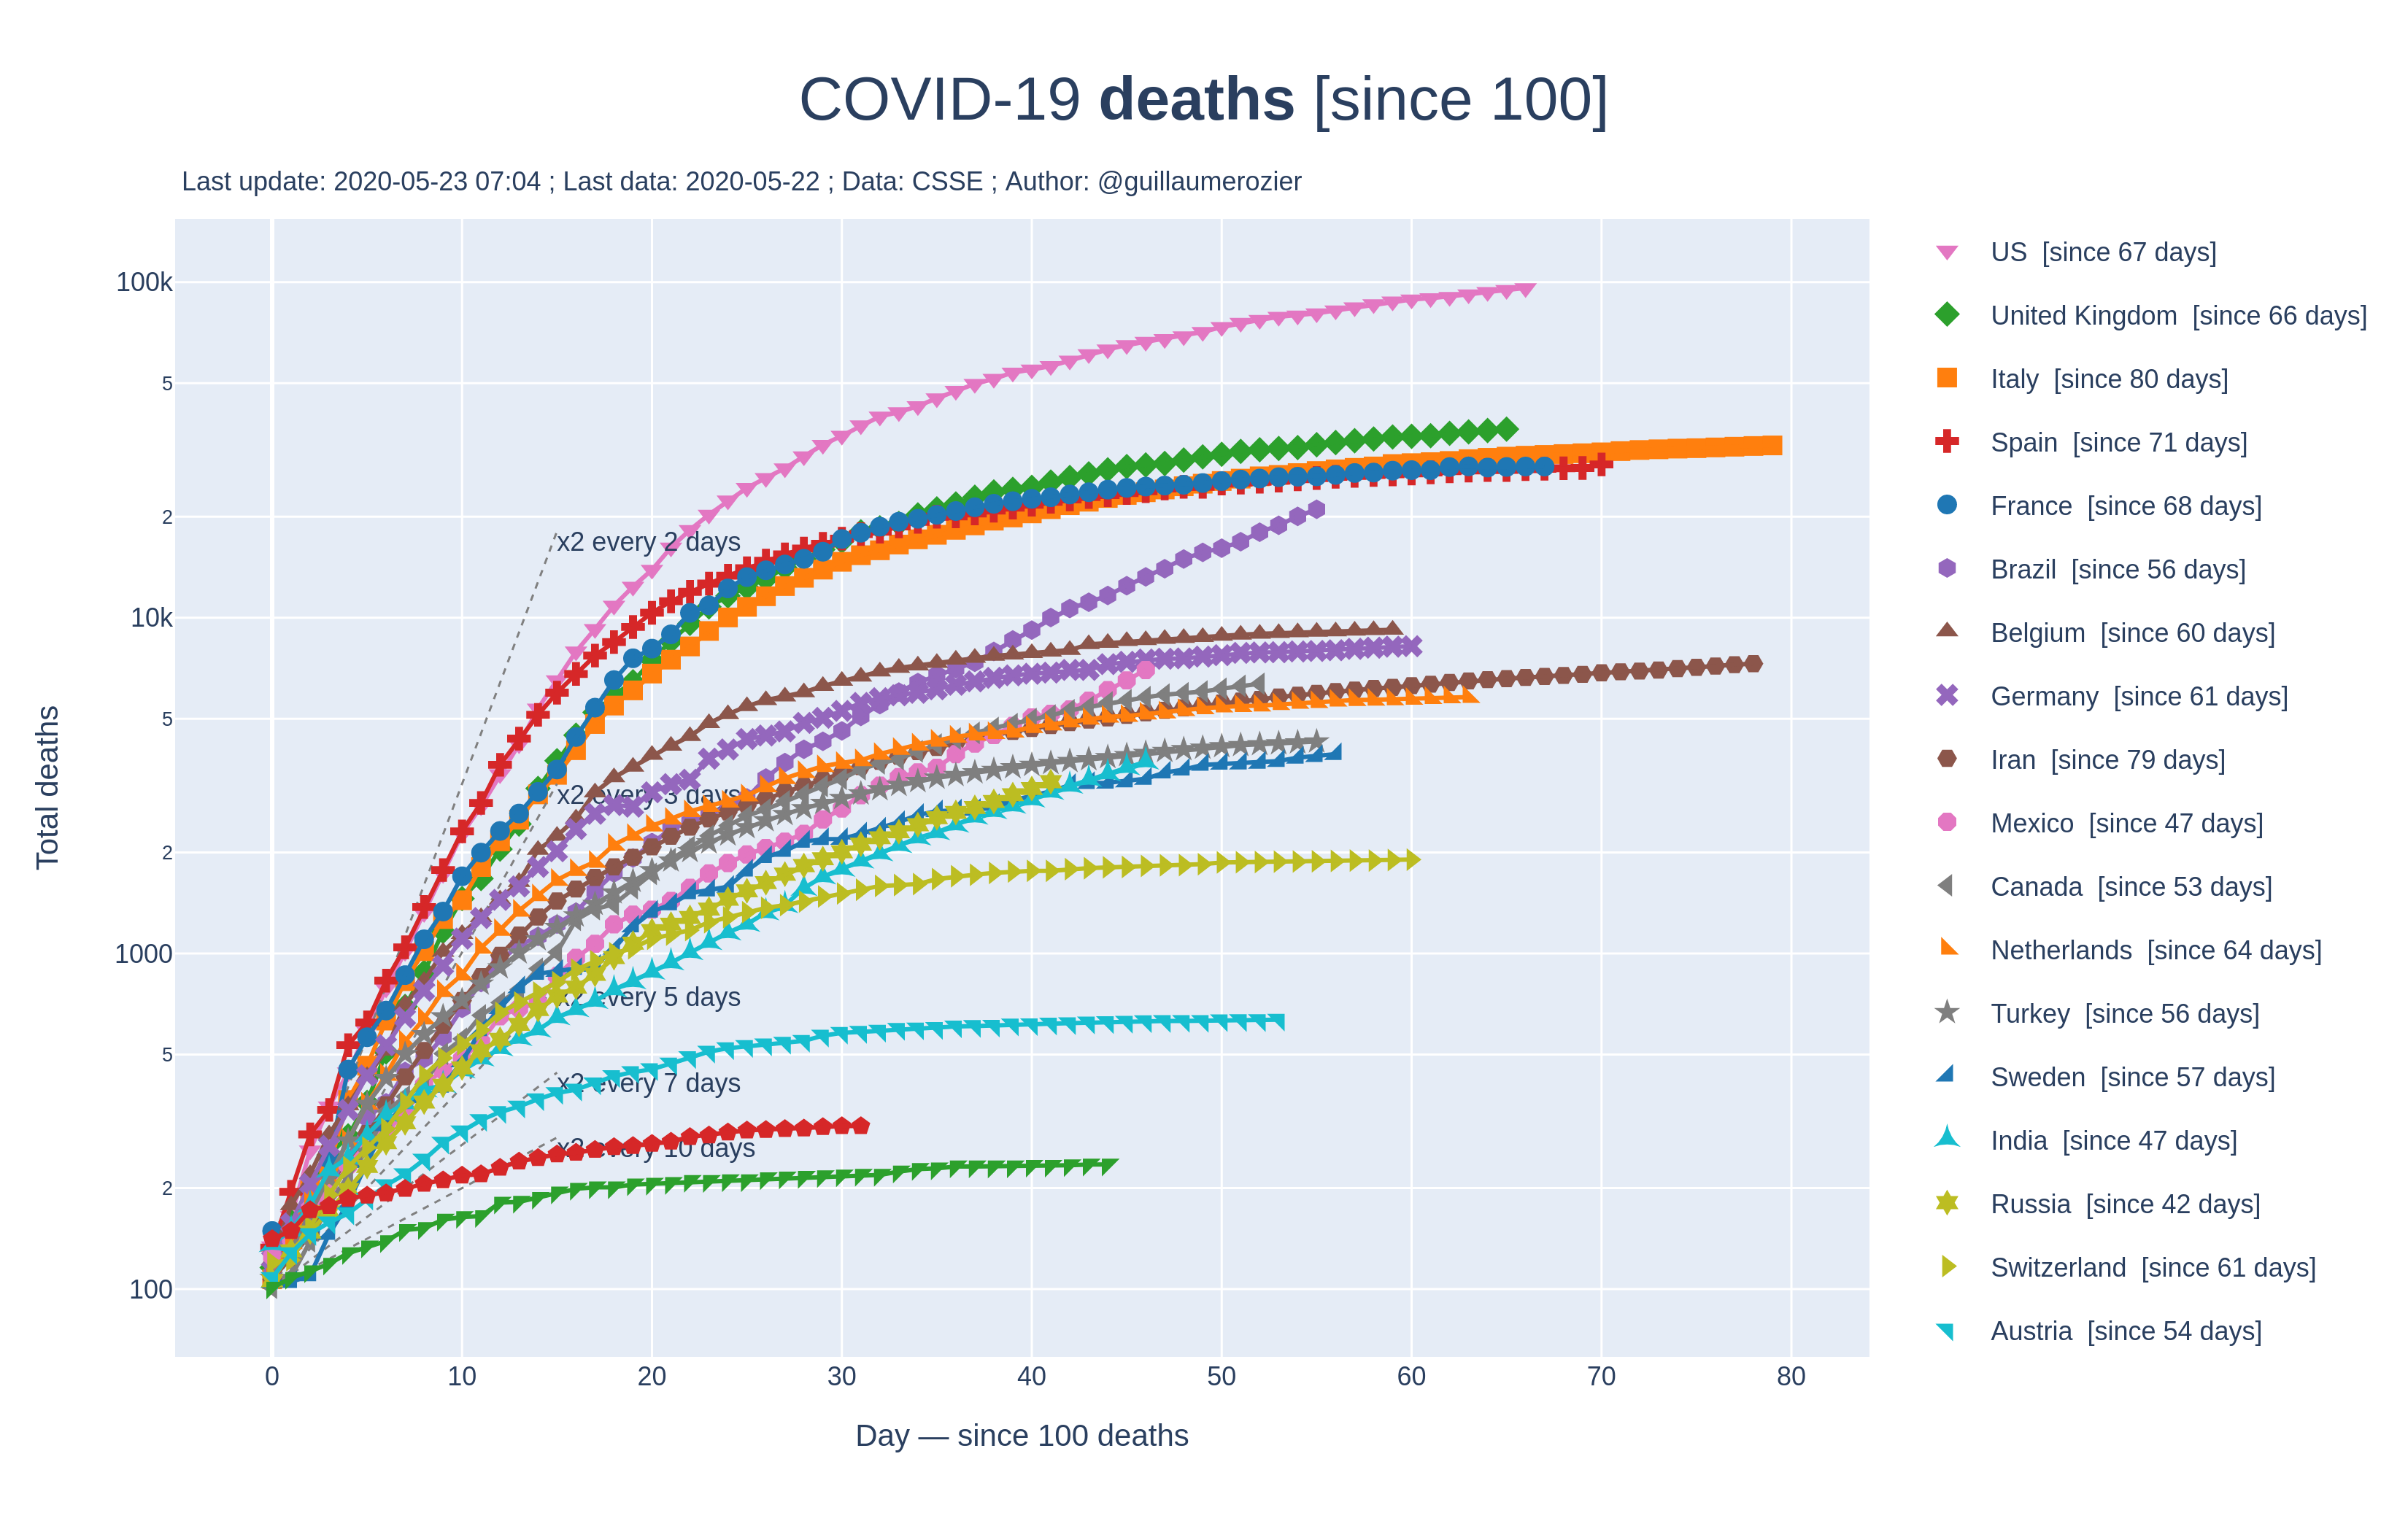 COVID-19 deaths [since 100]
Last update: 2020-05-23 07:04 ; Last data: 2020-05-22 ; Data: CSSE ; Author: @guillaumerozier
100k
5
2
10k
5
2
1000
5
2
100
Total deaths
x2 every 2 days
x2 every 3 days
x2 every 5 days
x2 every 7 days
x2 every 10 days
0 10 20 30 40 50 60 70 80
Day — since 100 deaths
US [since 67 days]
United Kingdom [since 66 days]
Italy [since 80 days]
Spain [since 71 days]
France [since 68 days]
Brazil [since 56 days]
Belgium [since 60 days]
Germany [since 61 days]
Iran [since 79 days]
Mexico [since 47 days]
Canada [since 53 days]
Netherlands [since 64 days]
Turkey [since 56 days]
Sweden [since 57 days]
India [since 47 days]
Russia [since 42 days]
Switzerland [since 61 days]
Austria [since 54 days]